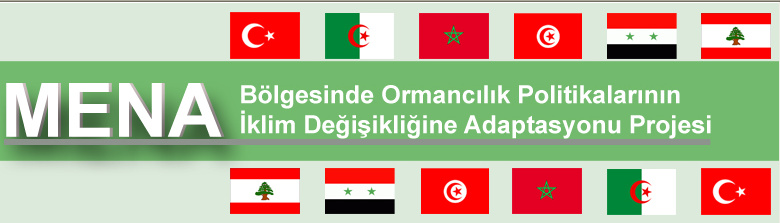 MENA
Bölgesinde Ormancılık Politikalarının
İklim Değişikliğine Adaptasyonu Projesi